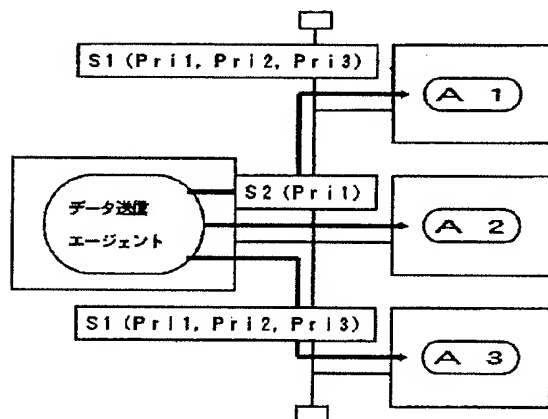 S1 (Pri1, Pri2, Pri3)
A 1
S2 (Pri1)
データ送信
エージェント
A 2
S1 (Pri1, Pri2, Pri3)
A 3